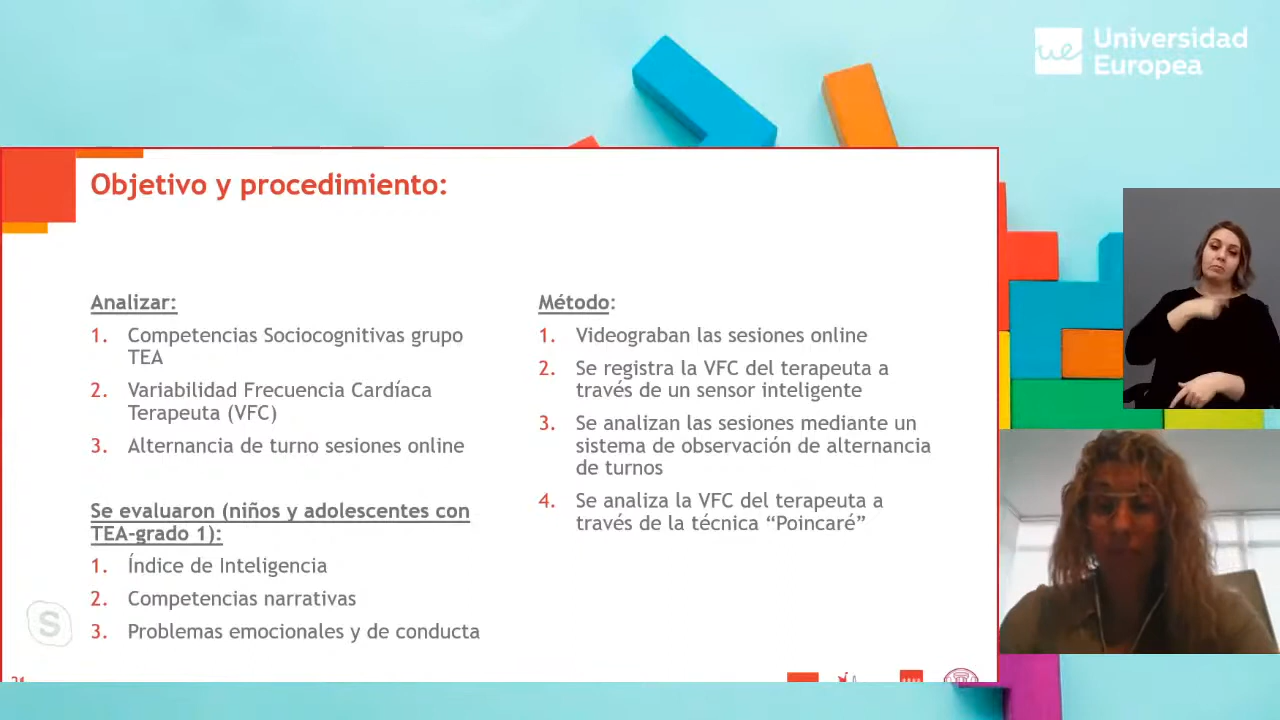 Universidad
Europea
Objetivo y procedimiento:
Analizar:
1. Competencias Sociocognitivas grupo
TEA
2. Variabilidad Frecuencia Cardíaca
Terapeuta (VFC)
3. Alternancia de turno sesiones online
Se evaluaron (niños y adolescentes con
TEA-grado 1):
1. Índice de Inteligencia
2. Competencias narrativas
3. Problemas emocionales y de conducta
Método:
1. Videograban las sesiones online
2. Se registra la VFC del terapeuta a
través de un sensor inteligente
3. Se analizan las sesiones mediante un
sistema de observación de alternancia
de turnos
4. Se analiza la VFC del terapeuta a
través de la técnica “Poincaré”
S